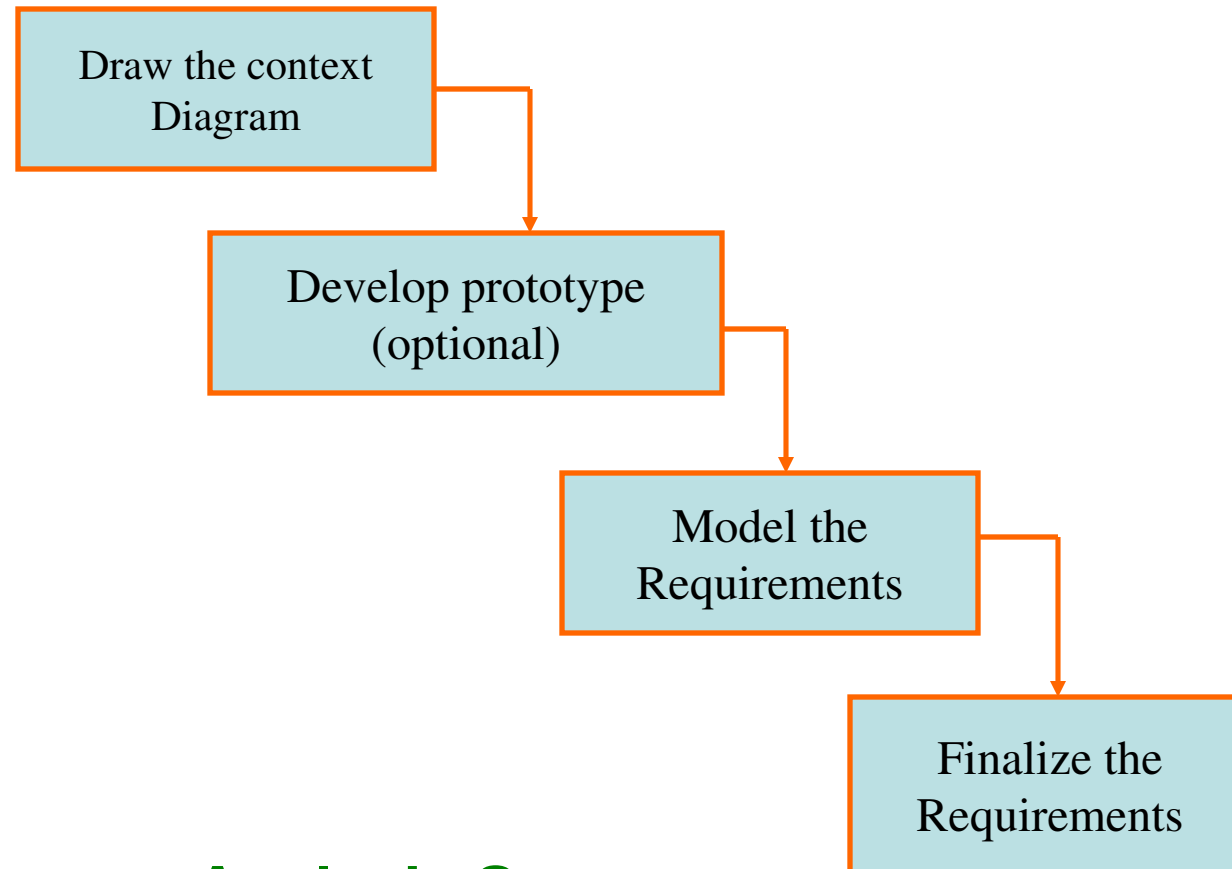 Draw the context
Diagram
Develop prototype
(optional)
Model the
Requirements
Finalize the
Requirements